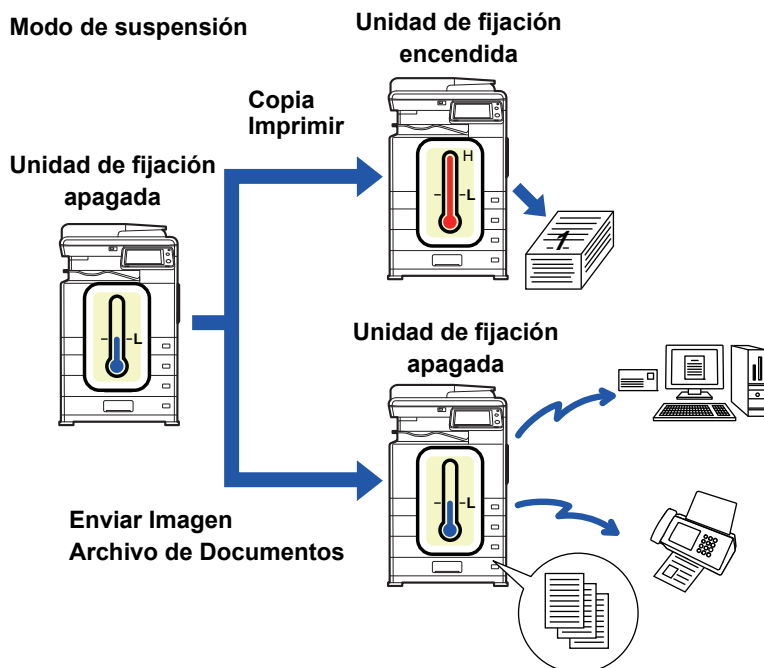 Modo de suspensión
Unidad de fijación
encendida
Copia
Imprimir
H
L
1
Unidad de fijación
apagada
L
Unidad de fijación
apagada
L
Enviar Imagen
Archivo de Documentos